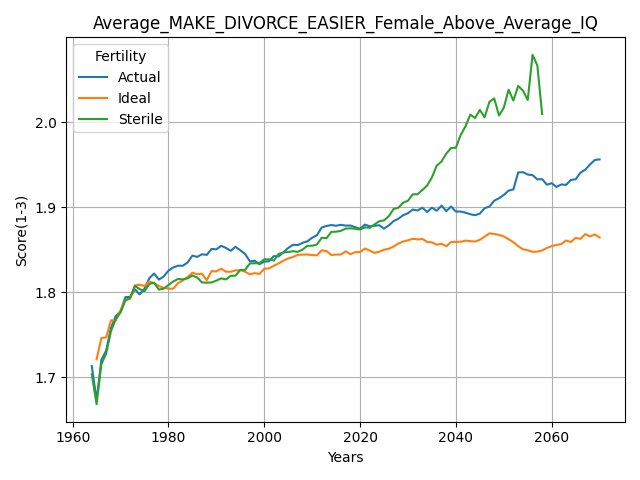 Average_MAKE_DIVORCE_EASIER_Female_Above_Average_IQ
Fertility
Actual
Ideal
Sterile
Score(1-3)
2.0
1.9
1.8
1.7
1960 1980 2000 2020 2040 2060
Years